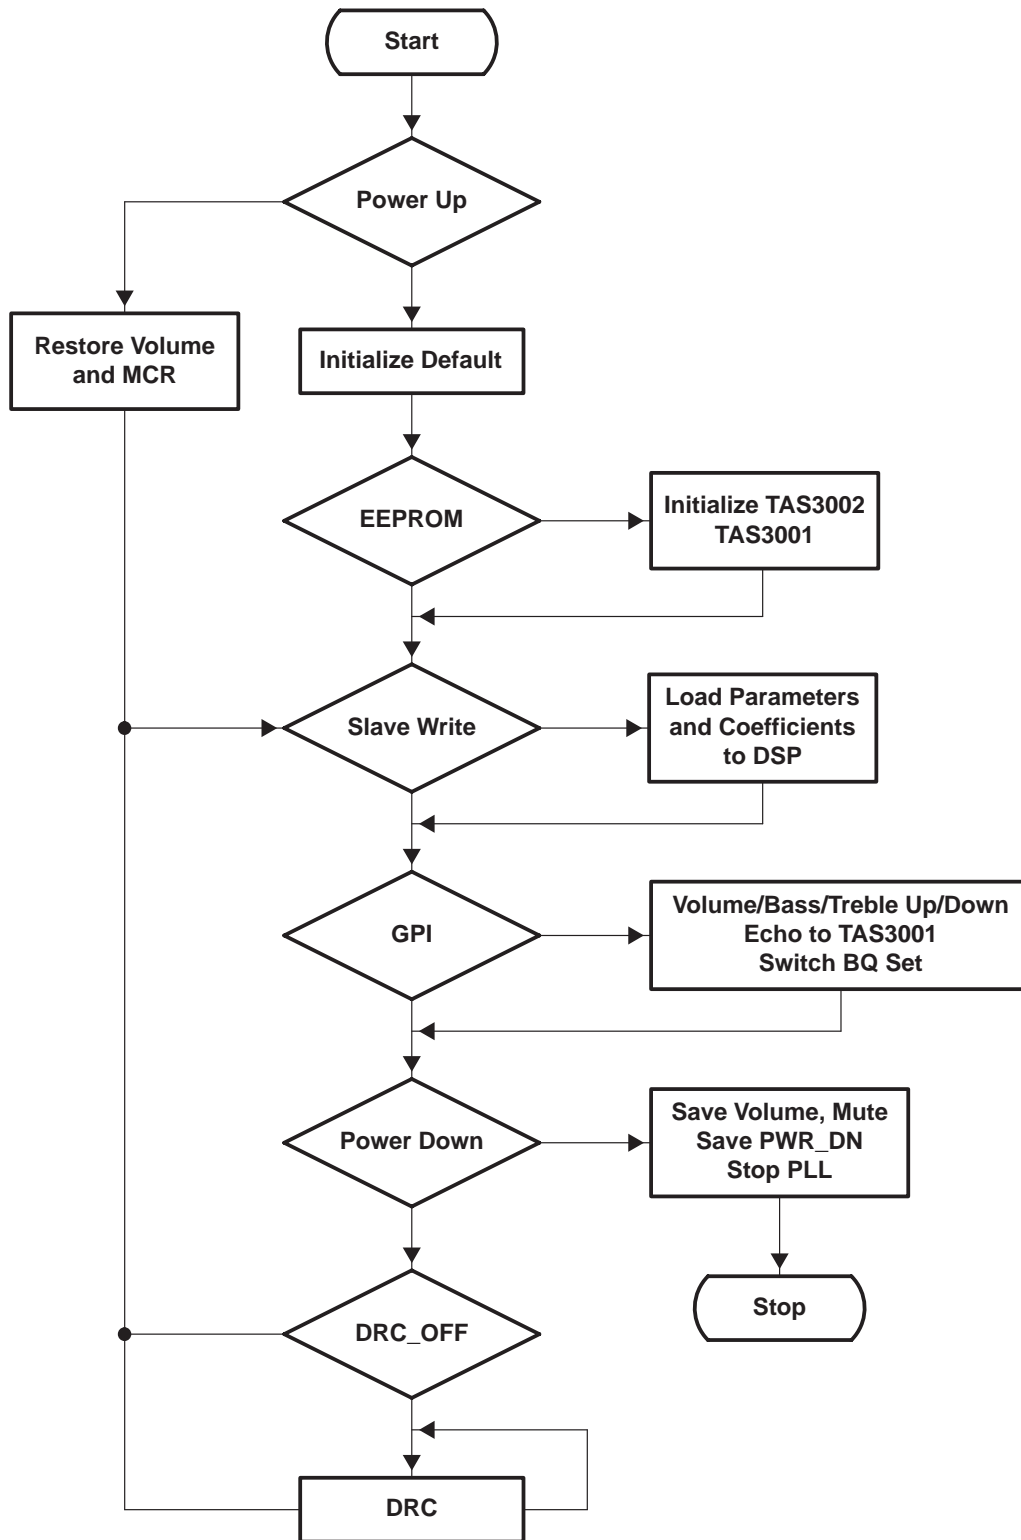 Start
Power Up
Restore Volume
and MCR
Initialize Default
EEPROM
Initialize TAS3002
TAS3001
Slave Write
Load Parameters
and Coefficients
to DSP
GPI
Volume/Bass/Treble Up/Down
Echo to TAS3001
Switch BQ Set
Power Down
Save Volume, Mute
Save PWR_DN
Stop PLL
Stop
DRC_OFF
DRC